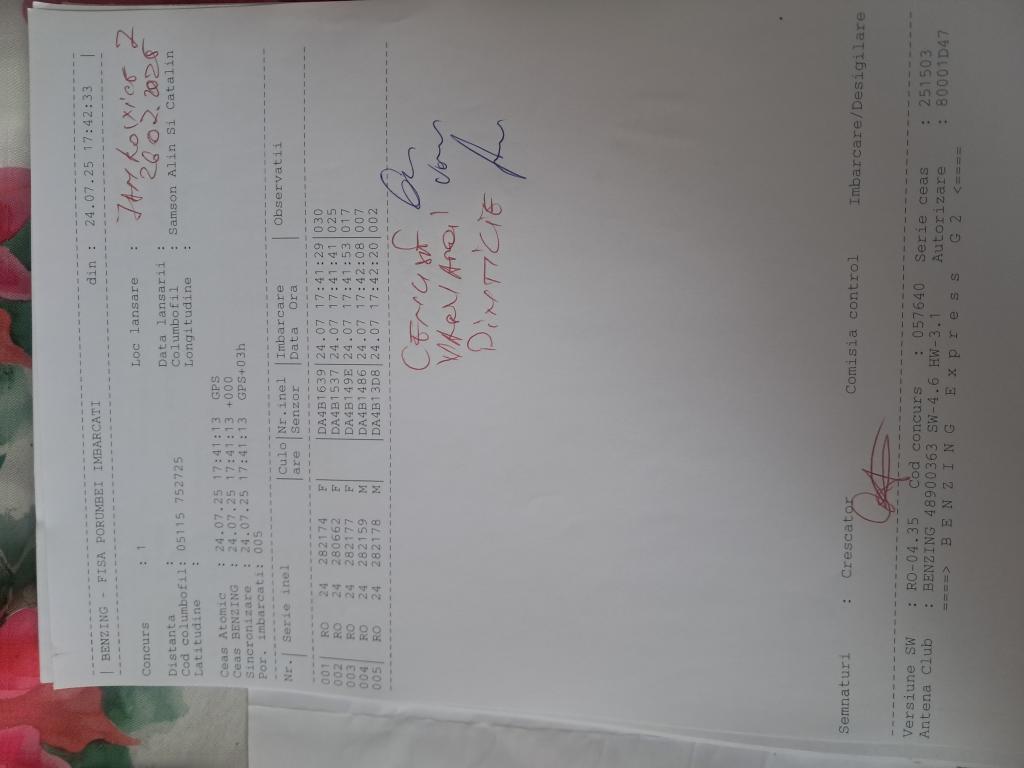 | BENZING - FISA PORUMBEI IMBARCATI din : 24.07.25 17:42:33 |
Concurs : 1 Loc lansare :
Distanta : Data lansarii :
Cod columbofil: 05115 752725 Columbofil : Samson Alin Si Catalin
Latitudine : Longitudine :
Ceas Atomic : 24.07.25 17:41:13 GPS
Ceas BENZING : 24.07.25 17:41:13 +000
Sincronizare : 24.07.25 17:41:13 GPS+03h
Por. imbarcati: 005
Nr.| Serie inel |Culo|Nr.inel |Imbarcare | Observatii
|are |Senzor |Data Ora |
001| RO 24 282174 F| |DA4B1639|24.07 17:41:29|030
002| RO 24 280662 F| |DA4B1537|24.07 17:41:41|025
003| RO 24 282177 F| |DA4B149E|24.07 17:41:53|017
004| RO 24 282159 M| |DA4B1486|24.07 17:42:08|007
005| RO 24 282178 M| |DA4B13D8|24.07 17:42:20|002
Semnaturi : Crescator Comisia control Imbarcare/Desigilare
Versiune SW : RO-04.35 Cod concurs : 057640 Serie ceas : 251503
Antena Club : BENZING 48900363 SW-4.6 HW-3.1 Autorizare : 80001D47
====> B E N Z I N G E x p r e s s G 2 <====